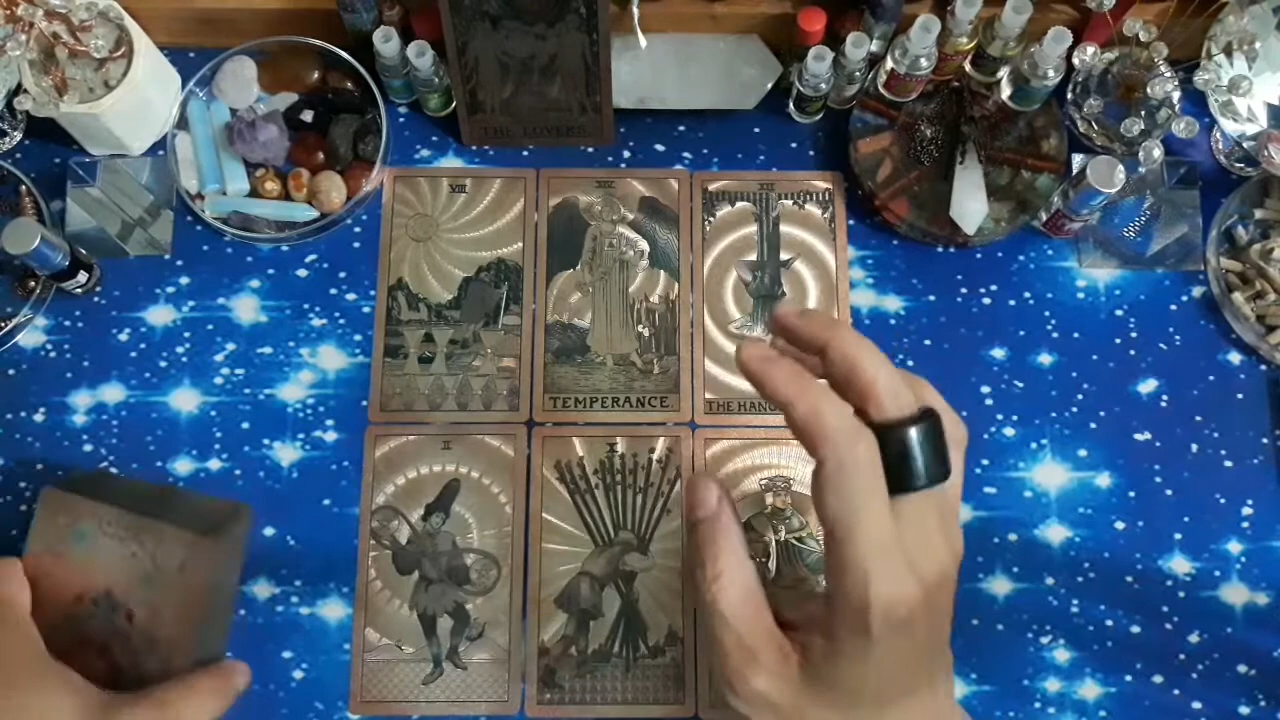 THE LOVERS.
VIII
XIV
XII
TEMPERANCE.
THE HANG
II
X